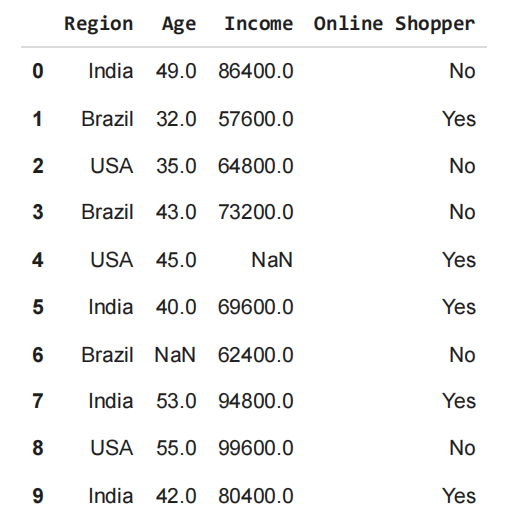 Region Age Income Online Shopper
0 India 49.0 86400.0 No
1 Brazil 32.0 57600.0 Yes
2 USA 35.0 64800.0 No
3 Brazil 43.0 73200.0 No
4 USA 45.0 NaN Yes
5 India 40.0 69600.0 Yes
6 Brazil NaN 62400.0 No
7 India 53.0 94800.0 Yes
8 USA 55.0 99600.0 No
9 India 42.0 80400.0 Yes